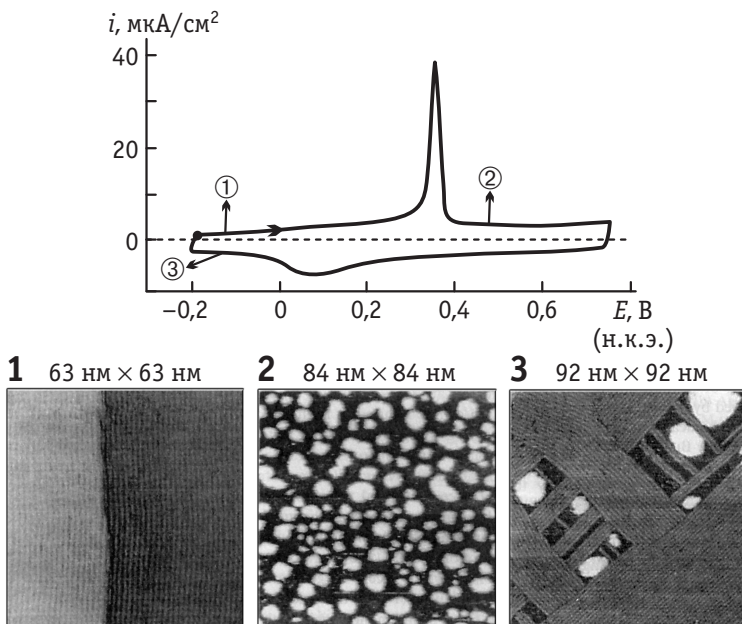 i, мкА/см²
40
20
0
① ② ③
−0,2 0 0,2 0,4 0,6 E, В
(н.к.э.)
1 63 нм × 63 нм 2 84 нм × 84 нм 3 92 нм × 92 нм